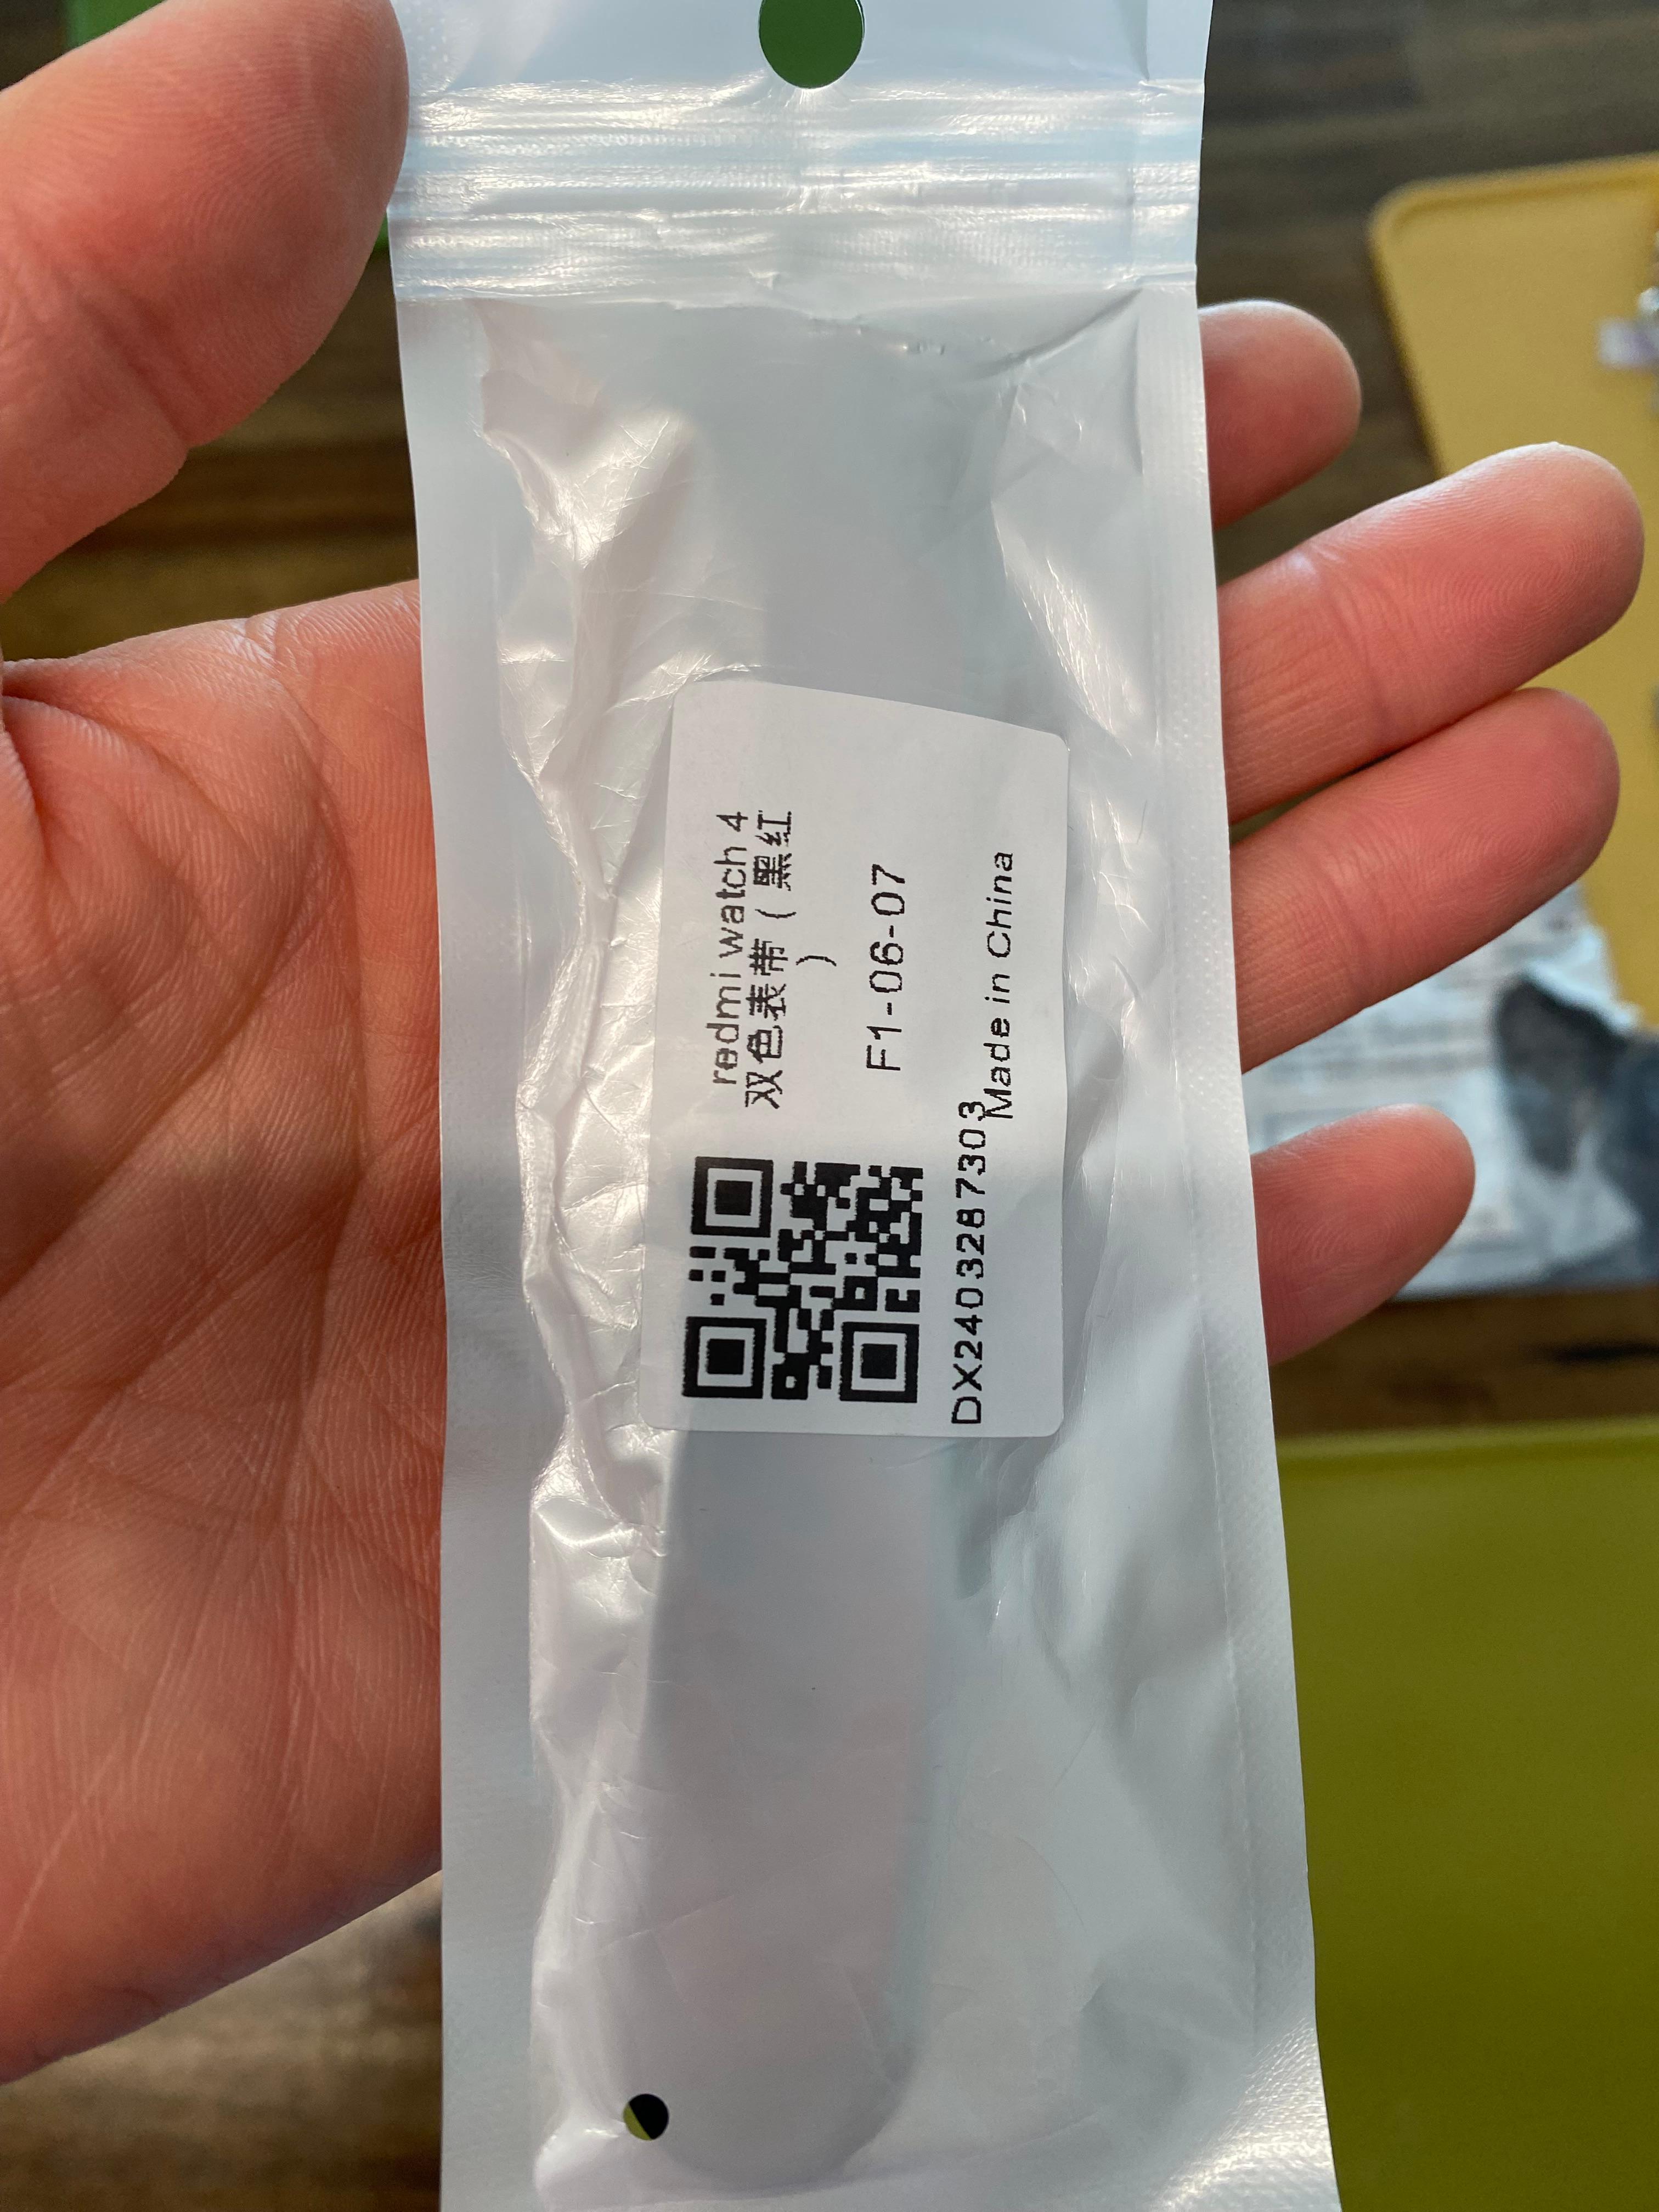 redmi watch 4
双色表带（黑红
）
F1-06-07
DX2403287303
Made in China